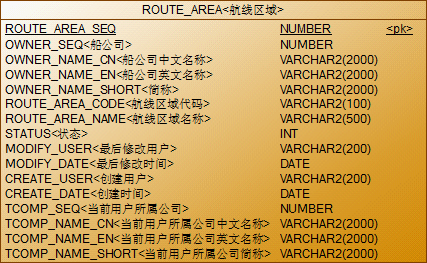 ROUTE_AREA<航线区域>
ROUTE_AREA_SEQ NUMBER <pk>
OWNER_SEQ<船公司> NUMBER
OWNER_NAME_CN<船公司中文名称> VARCHAR2(2000)
OWNER_NAME_EN<船公司英文名称> VARCHAR2(2000)
OWNER_NAME_SHORT<简称> VARCHAR2(2000)
ROUTE_AREA_CODE<航线区域代码> VARCHAR2(100)
ROUTE_AREA_NAME<航线区域名称> VARCHAR2(500)
STATUS<状态> INT
MODIFY_USER<最后修改用户> VARCHAR2(200)
MODIFY_DATE<最后修改时间> DATE
CREATE_USER<创建用户> VARCHAR2(200)
CREATE_DATE<创建时间> DATE
TCOMP_SEQ<当前用户所属公司> NUMBER
TCOMP_NAME_CN<当前用户所属公司中文名称> VARCHAR2(2000)
TCOMP_NAME_EN<当前用户所属公司英文名称> VARCHAR2(2000)
TCOMP_NAME_SHORT<当前用户所属公司简称> VARCHAR2(2000)